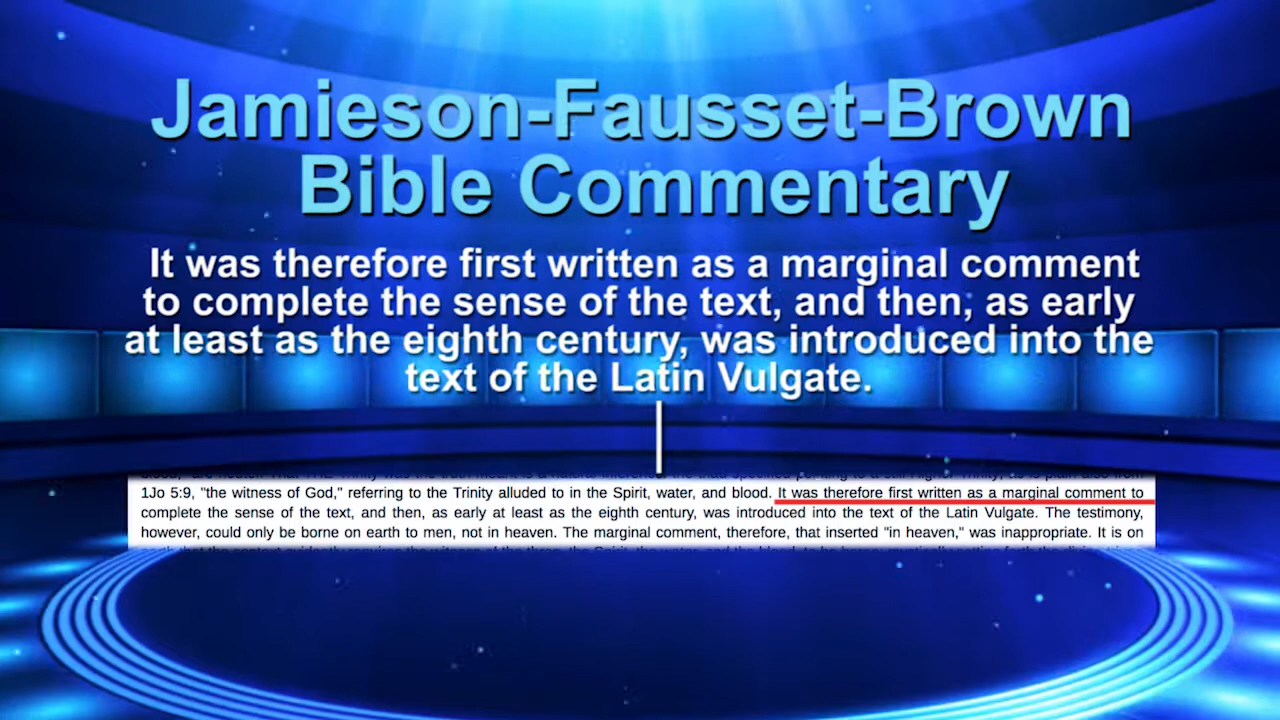 Jamieson-Fausset-Brown
Bible Commentary
It was therefore first written as a marginal comment
to complete the sense of the text, and then, as early
at least as the eighth century, was introduced into the
text of the Latin Vulgate.
1Jo 5:9, "the witness of God," referring to the Trinity alluded to in the Spirit, water, and blood. It was therefore first written as a marginal comment to
complete the sense of the text, and then, as early at least as the eighth century, was introduced into the text of the Latin Vulgate. The testimony,
however, could only be borne on earth to men, not in heaven. The marginal comment, therefore, that inserted "in heaven," was inappropriate. It is on